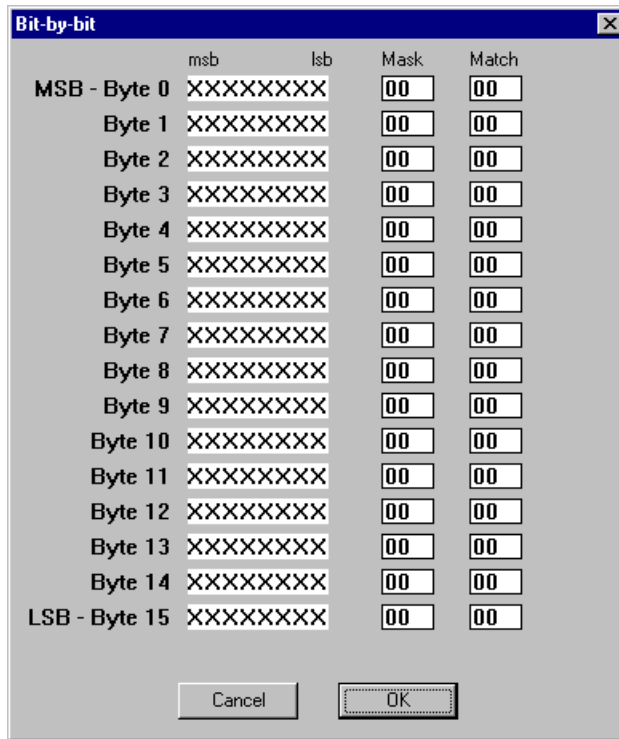 Bit-by-bit
msb lsb Mask Match
MSB - Byte 0 XXXXXXXX 00 00
Byte 1 XXXXXXXX 00 00
Byte 2 XXXXXXXX 00 00
Byte 3 XXXXXXXX 00 00
Byte 4 XXXXXXXX 00 00
Byte 5 XXXXXXXX 00 00
Byte 6 XXXXXXXX 00 00
Byte 7 XXXXXXXX 00 00
Byte 8 XXXXXXXX 00 00
Byte 9 XXXXXXXX 00 00
Byte 10 XXXXXXXX 00 00
Byte 11 XXXXXXXX 00 00
Byte 12 XXXXXXXX 00 00
Byte 13 XXXXXXXX 00 00
Byte 14 XXXXXXXX 00 00
LSB - Byte 15 XXXXXXXX 00 00
Cancel OK